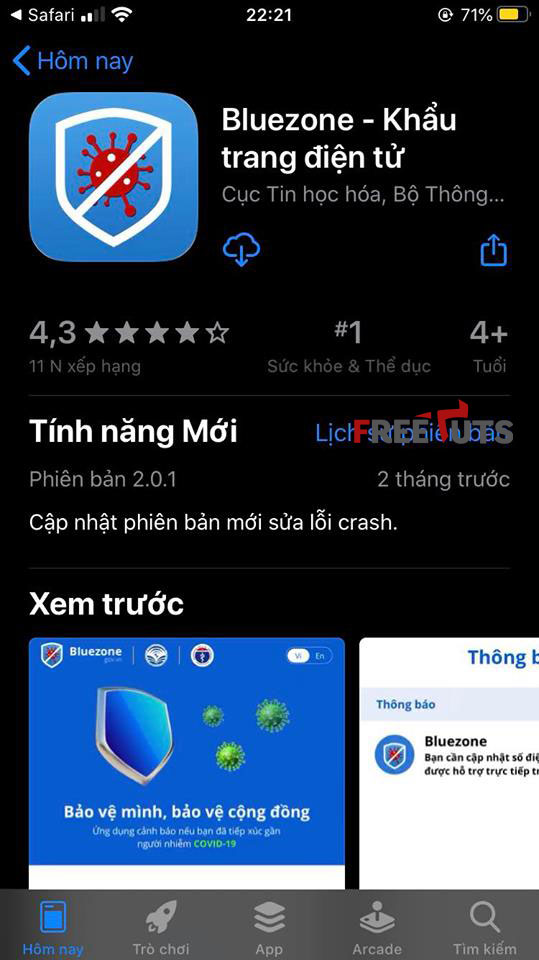 Safari
22:21
71%
Hôm nay
Bluezone - Khẩu
trang điện tử
Cục Tin học hóa, Bộ Thông...
4,3
#1
4+
11 N xếp hạng
Sức khỏe & Thể dục
Tuổi
Tính năng Mới
Lịch sử phiên bản
FREETUTS
Phiên bản 2.0.1
2 tháng trước
Cập nhật phiên bản mới sửa lỗi crash.
Xem trước
Bluezone
gov.vn
Vi
En
Bảo vệ mình, bảo vệ cộng đồng
Ứng dụng cảnh báo nếu bạn đã tiếp xúc gần
người nhiễm COVID-19
Thông b
Thông báo
Bluezone
Bạn cần cập nhật số đi
được hỗ trợ trực tiếp t
Hôm nay
Trò chơi
App
Arcade
Tìm kiếm